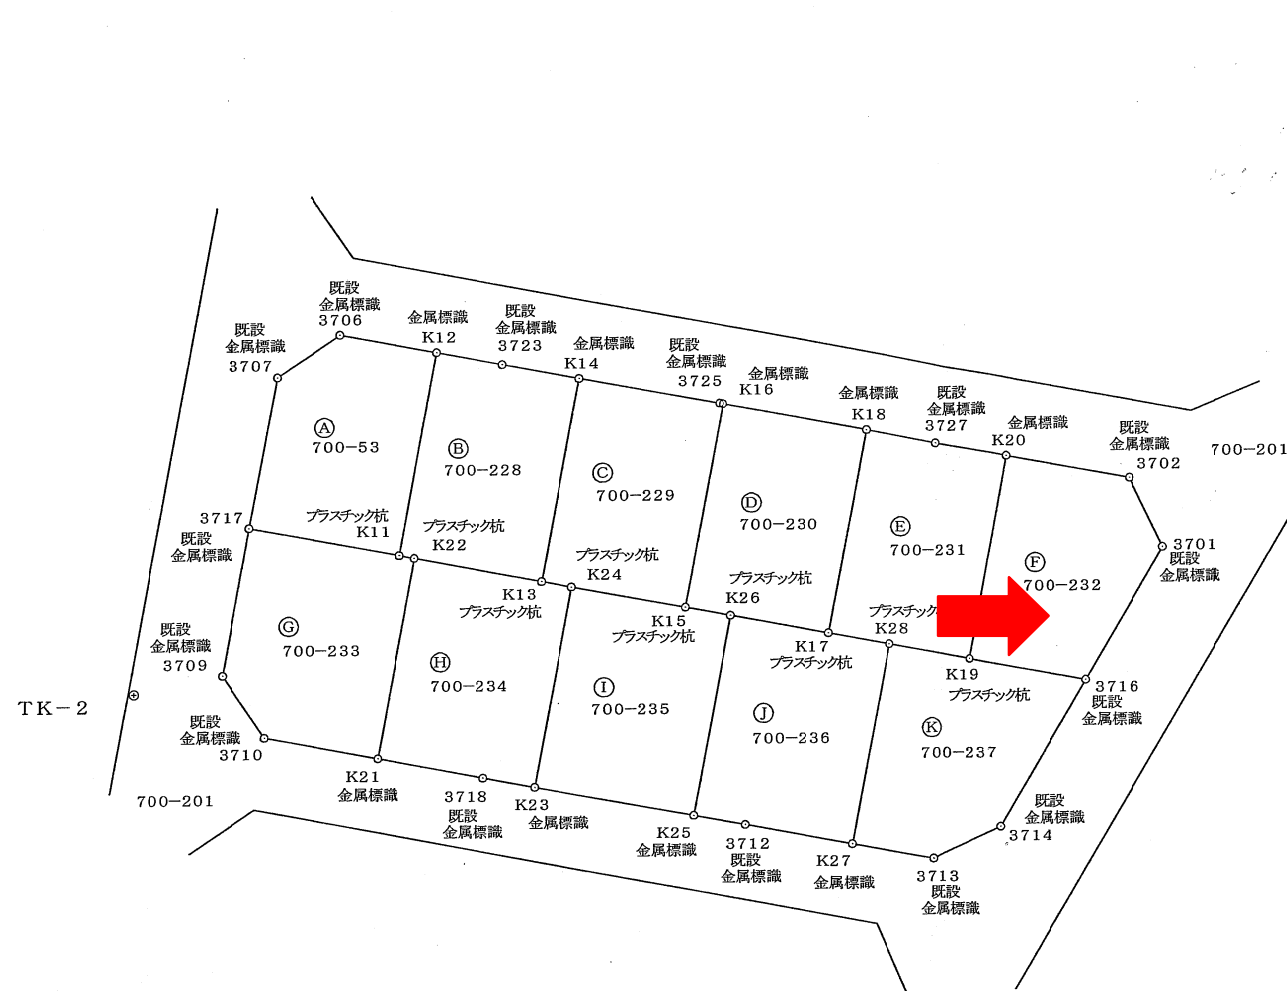 既設
金属標識
3706
既設
金属標識
3707
金属標識
K12
既設
金属標識
3723
金属標識
K14
既設
金属標識
3725
金属標識
K16
金属標識
K18
既設
金属標識
3727
金属標識
K20
既設
金属標識
3702
700-201
Ⓐ
700-53
Ⓑ
700-228
Ⓒ
700-229
Ⓓ
700-230
Ⓔ
700-231
Ⓕ
700-232
3701
既設
金属標識
3717
既設
金属標識
プラスチック杭
K11
プラスチック杭
K22
K13
プラスチック杭
プラスチック杭
K24
K15
プラスチック杭
プラスチック杭
K26
K17
プラスチック杭
プラスチック
K28
K19
プラスチック杭
3716
既設
金属標識
既設
金属標識
3709
Ⓖ
700-233
Ⓗ
700-234
Ⓘ
700-235
Ⓙ
700-236
Ⓚ
700-237
TK-2
既設
金属標識
3710
700-201
K21
金属標識
3718
既設
金属標識
K23
金属標識
K25
金属標識
3712
既設
金属標識
K27
金属標識
3713
既設
金属標識
既設
金属標識
3714